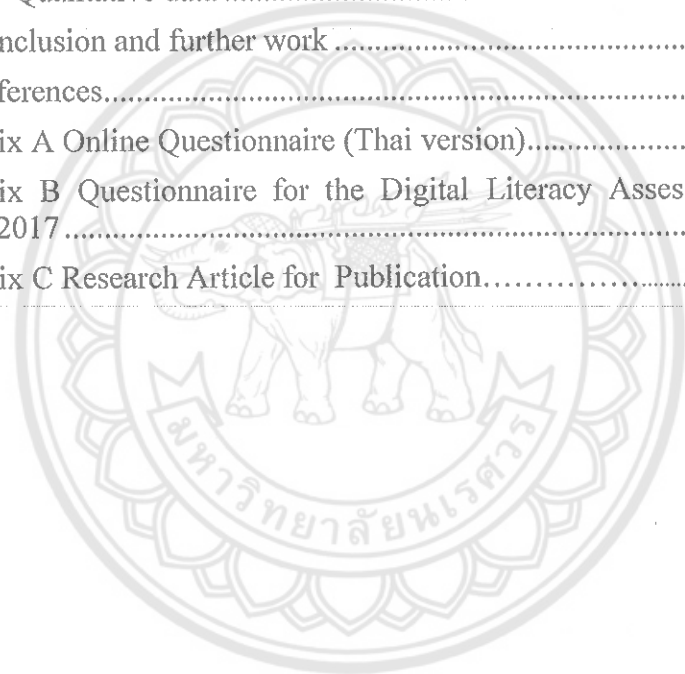 Qualitative data ........................................
nclusion and further work ........................................
ferences........................................
ix A Online Questionnaire (Thai version)....................
ix B Questionnaire for the Digital Literacy Asses
2017 ........................................
ix C Research Article for Publication........................
มหาวิทยาลัยนเรศวร